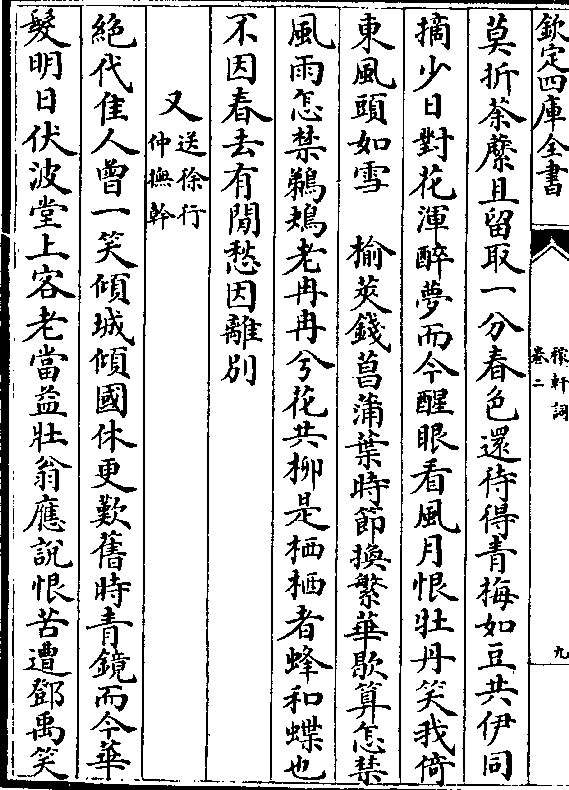 欽定四庫全書
稼軒詞
卷二
九
莫折荼䕷且留取一分春色還待得青梅如豆共伊同
摘少日對花渾醉夢而今醒眼看風月恨牡丹笑我倚
東風頭如雪　榆莢錢菖蒲葉時節換繁華歇算怎禁
風雨怎禁鵜鴂老冉冉兮花共柳是栖栖者蜂和蝶也
不因春去有閒愁因離別
又送徐行
仲撫幹
絕代佳人曾一笑傾城傾國休更歎舊時青鏡而今華
髮明日伏波堂上客老當益壯翁應說恨苦遭鄧禹笑